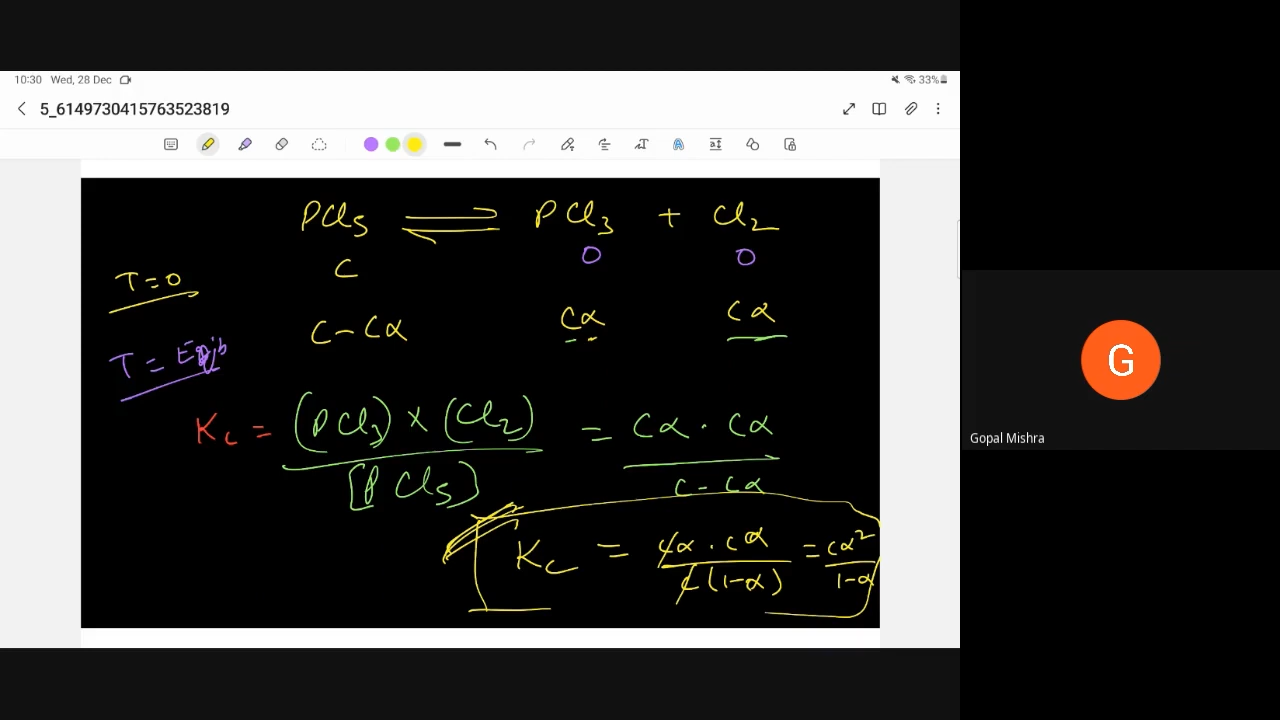 10:30 Wed, 28 Dec
33%
5_6149730415763523819
PCl5 ⇌ PCl3 + Cl2
T=0 C 0 0
T = Eqib C-Cα Cα Cα
Kc = (PCl3) × (Cl2) / [PCl5] = Cα · Cα / C-Cα
Kc = Cα · Cα / C(1-α) = Cα² / 1-α
G
Gopal Mishra